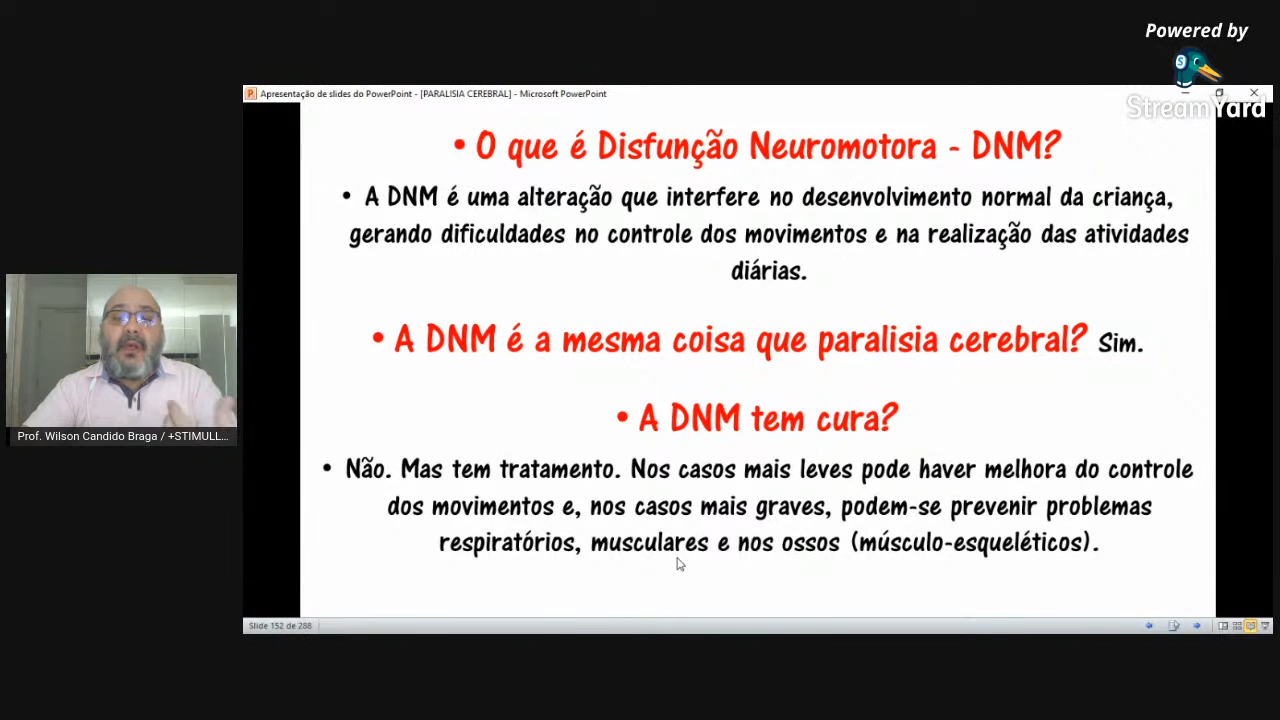 Powered by
S
StreamYard
Apresentação de slides do PowerPoint - [PARALISIA CEREBRAL] - Microsoft PowerPoint
• O que é Disfunção Neuromotora - DNM?
• A DNM é uma alteração que interfere no desenvolvimento normal da criança,
gerando dificuldades no controle dos movimentos e na realização das atividades
diárias.
• A DNM é a mesma coisa que paralisia cerebral? Sim.
• A DNM tem cura?
• Não. Mas tem tratamento. Nos casos mais leves pode haver melhora do controle
dos movimentos e, nos casos mais graves, podem-se prevenir problemas
respiratórios, musculares e nos ossos (músculo-esqueléticos).
Prof. Wilson Candido Braga / +STIMULL...
Slide 152 de 288